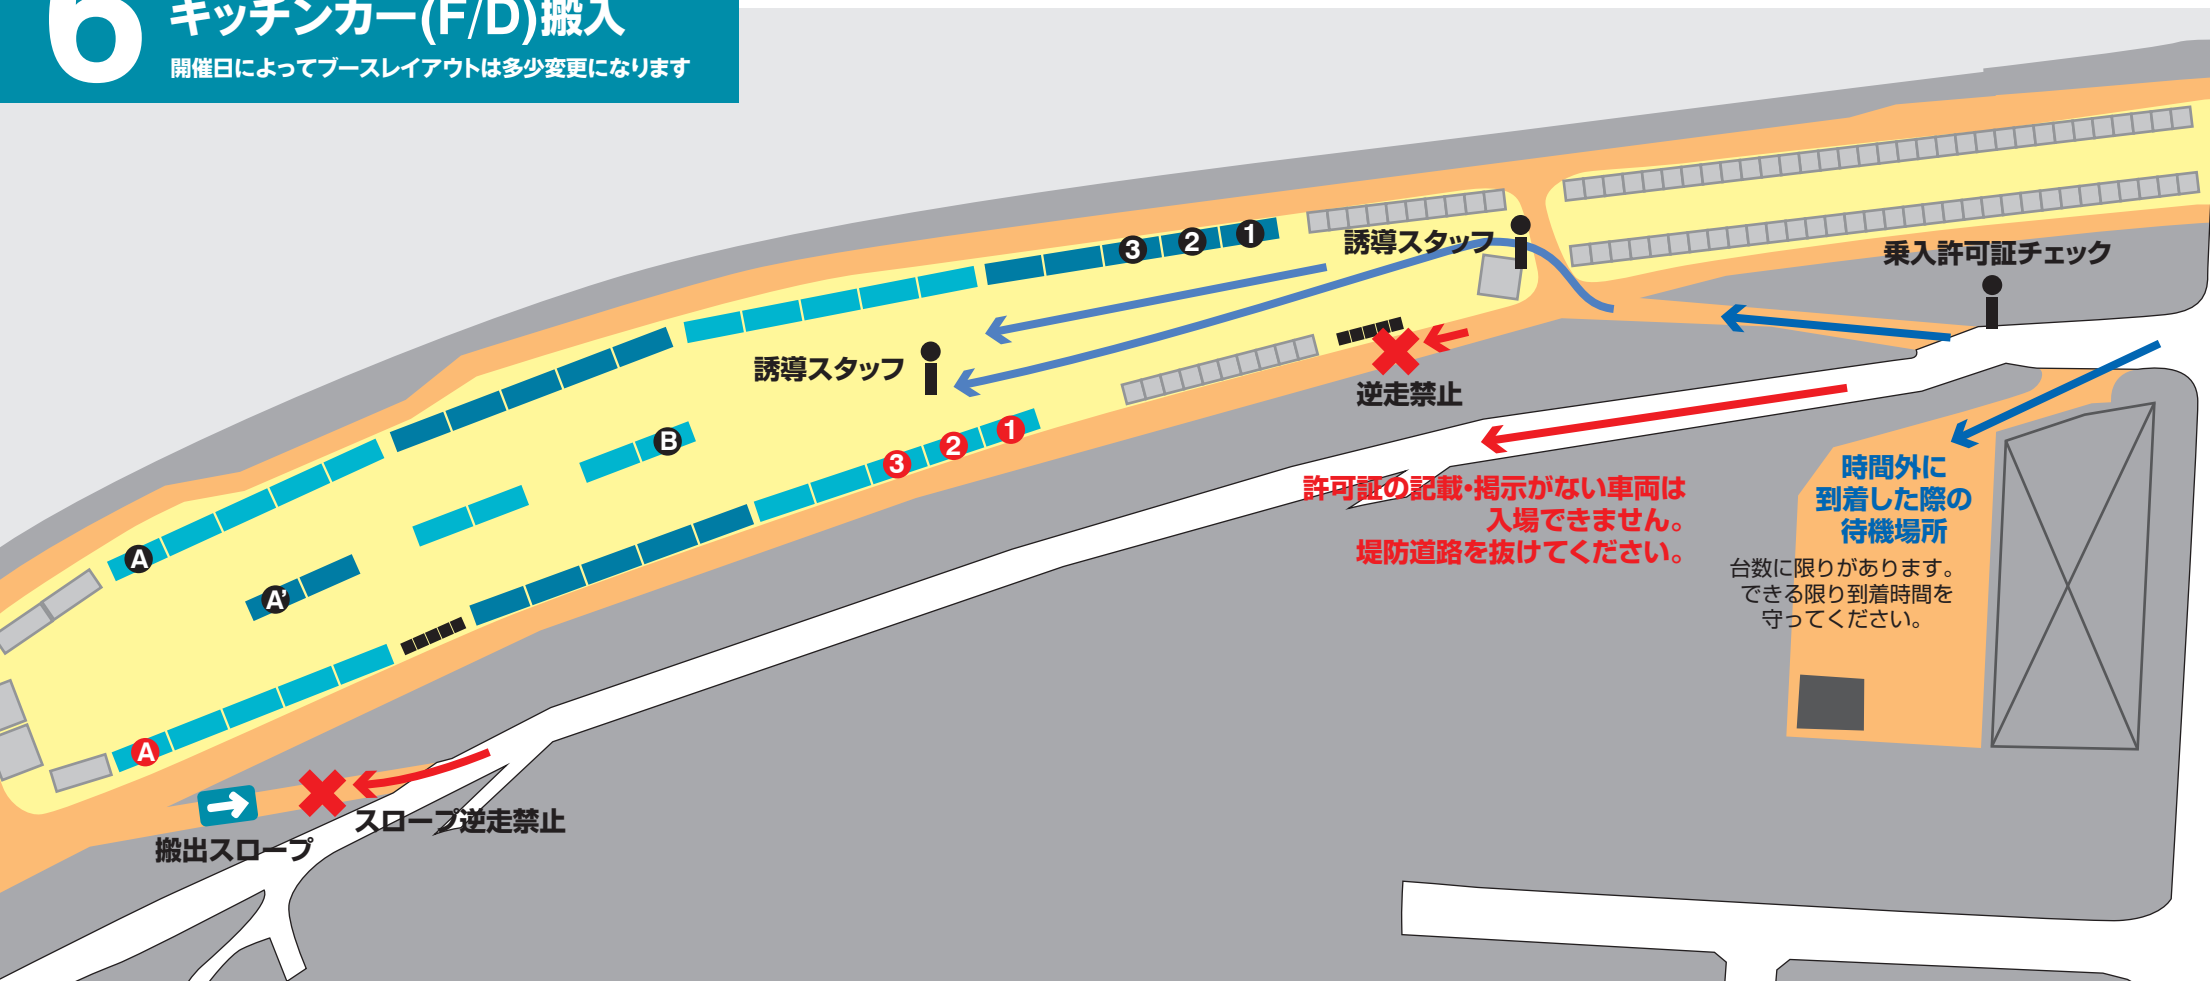 6
キッチンカー(F/D)搬入
開催日によってブースレイアウトは多少変更になります
誘導スタッフ
乗入許可証チェック
3
2
1
誘導スタッフ
逆走禁止
B
1
2
3
A
A’
A
許可証の記載・掲示がない車両は
入場できません。
堤防道路を抜けてください。
時間外に
到着した際の
待機場所
台数に限りがあります。
できる限り到着時間を
守ってください。
スロープ逆走禁止
搬出スロープ